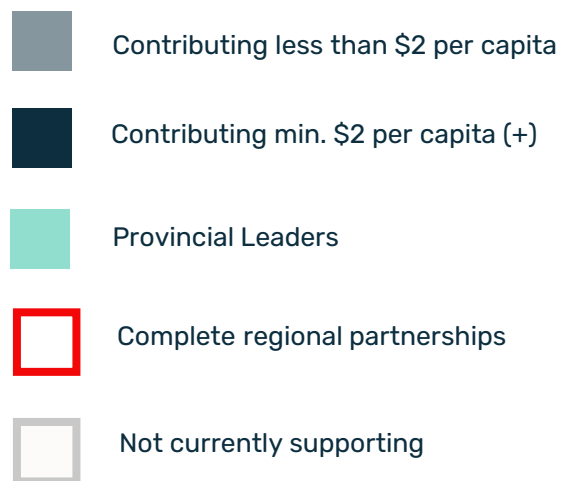 Contributing less than $2 per capita
Contributing min. $2 per capita (+)
Provincial Leaders
Complete regional partnerships
Not currently supporting